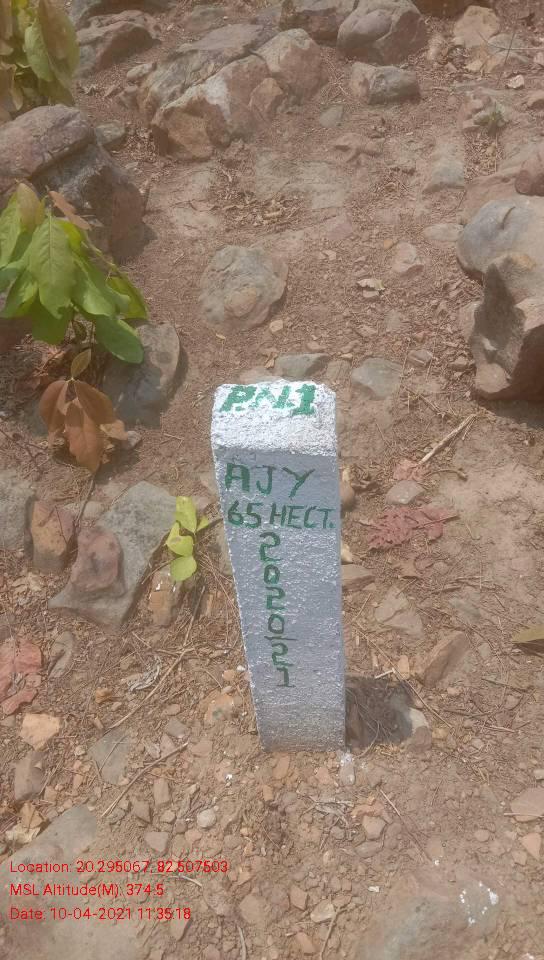 P.N.1
AJY
65 HECT.
2020/21
Location: 20.295067, 82.507503
MSL Altitude(M): 374.5
Date: 10-04-2021 11:35:18